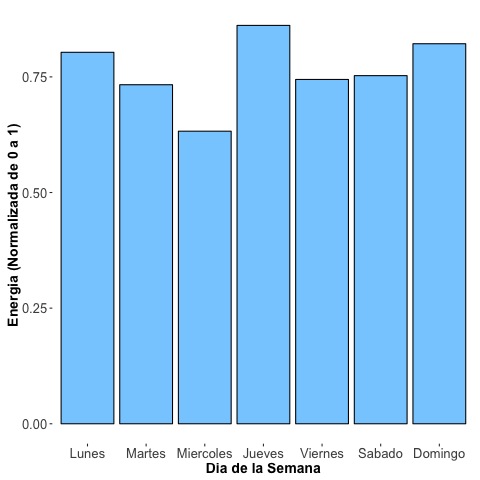 Energia (Normalizada de 0 a 1)
0.75
0.50
0.25
0.00
Lunes Martes Miercoles Jueves Viernes Sabado Domingo
Dia de la Semana